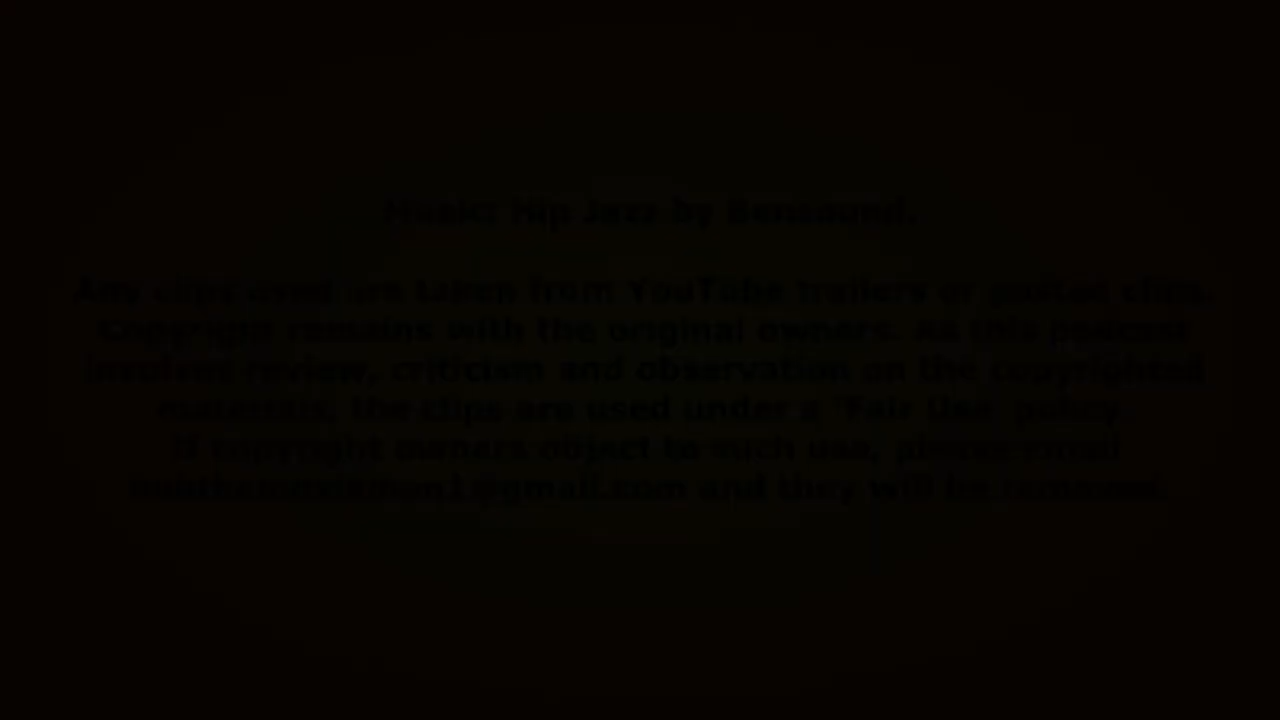 Music: Hip Jazz by Bensound.
Any clips used are taken from YouTube trailers or posted clips.
Copyright remains with the original owners. As this podcast
involves review, criticism and observation on the copyrighted
materials, the clips are used under a 'Fair Use' policy.
If copyright owners object to such use, please email
and they will be removed.